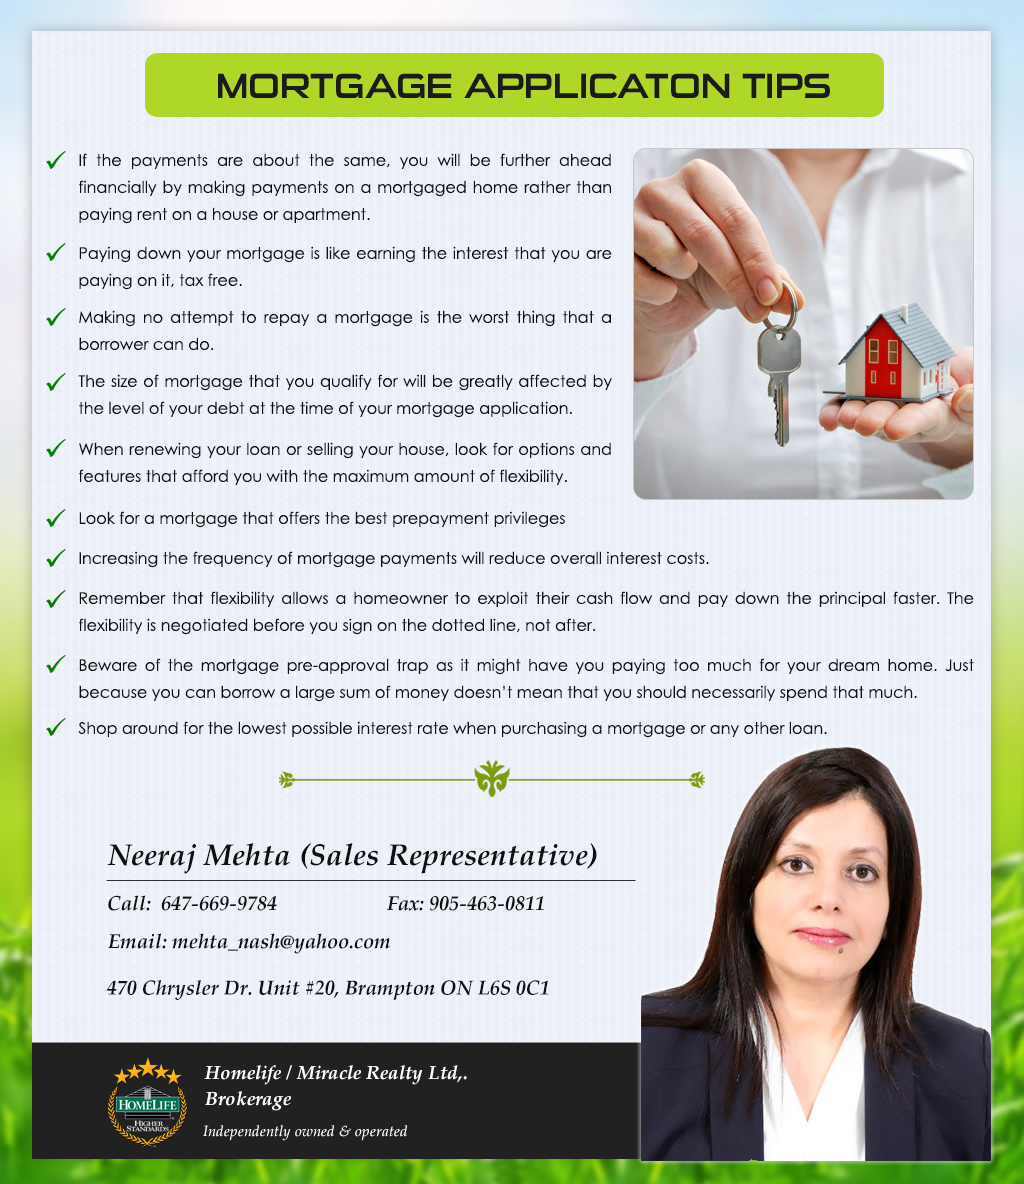 MORTGAGE APPLICATON TIPS
If the payments are about the same, you will be further ahead
financially by making payments on a mortgaged home rather than
paying rent on a house or apartment.
Paying down your mortgage is like earning the interest that you are
paying on it, tax free.
Making no attempt to repay a mortgage is the worst thing that a
borrower can do.
The size of mortgage that you qualify for will be greatly affected by
the level of your debt at the time of your mortgage application.
When renewing your loan or selling your house, look for options and
features that afford you with the maximum amount of flexibility.
Look for a mortgage that offers the best prepayment privileges
Increasing the frequency of mortgage payments will reduce overall interest costs.
Remember that flexibility allows a homeowner to exploit their cash flow and pay down the principal faster. The
flexibility is negotiated before you sign on the dotted line, not after.
Beware of the mortgage pre-approval trap as it might have you paying too much for your dream home. Just
because you can borrow a large sum of money doesn't mean that you should necessarily spend that much.
Shop around for the lowest possible interest rate when purchasing a mortgage or any other loan.
Neeraj Mehta (Sales Representative)
Call: 647-669-9784 Fax: 905-463-0811
Email: mehta_nash@yahoo.com
470 Chrysler Dr. Unit #20, Brampton ON L6S 0C1
HOMELIFE
HIGHER
STANDARDS
Homelife / Miracle Realty Ltd,.
Brokerage
Independently owned & operated